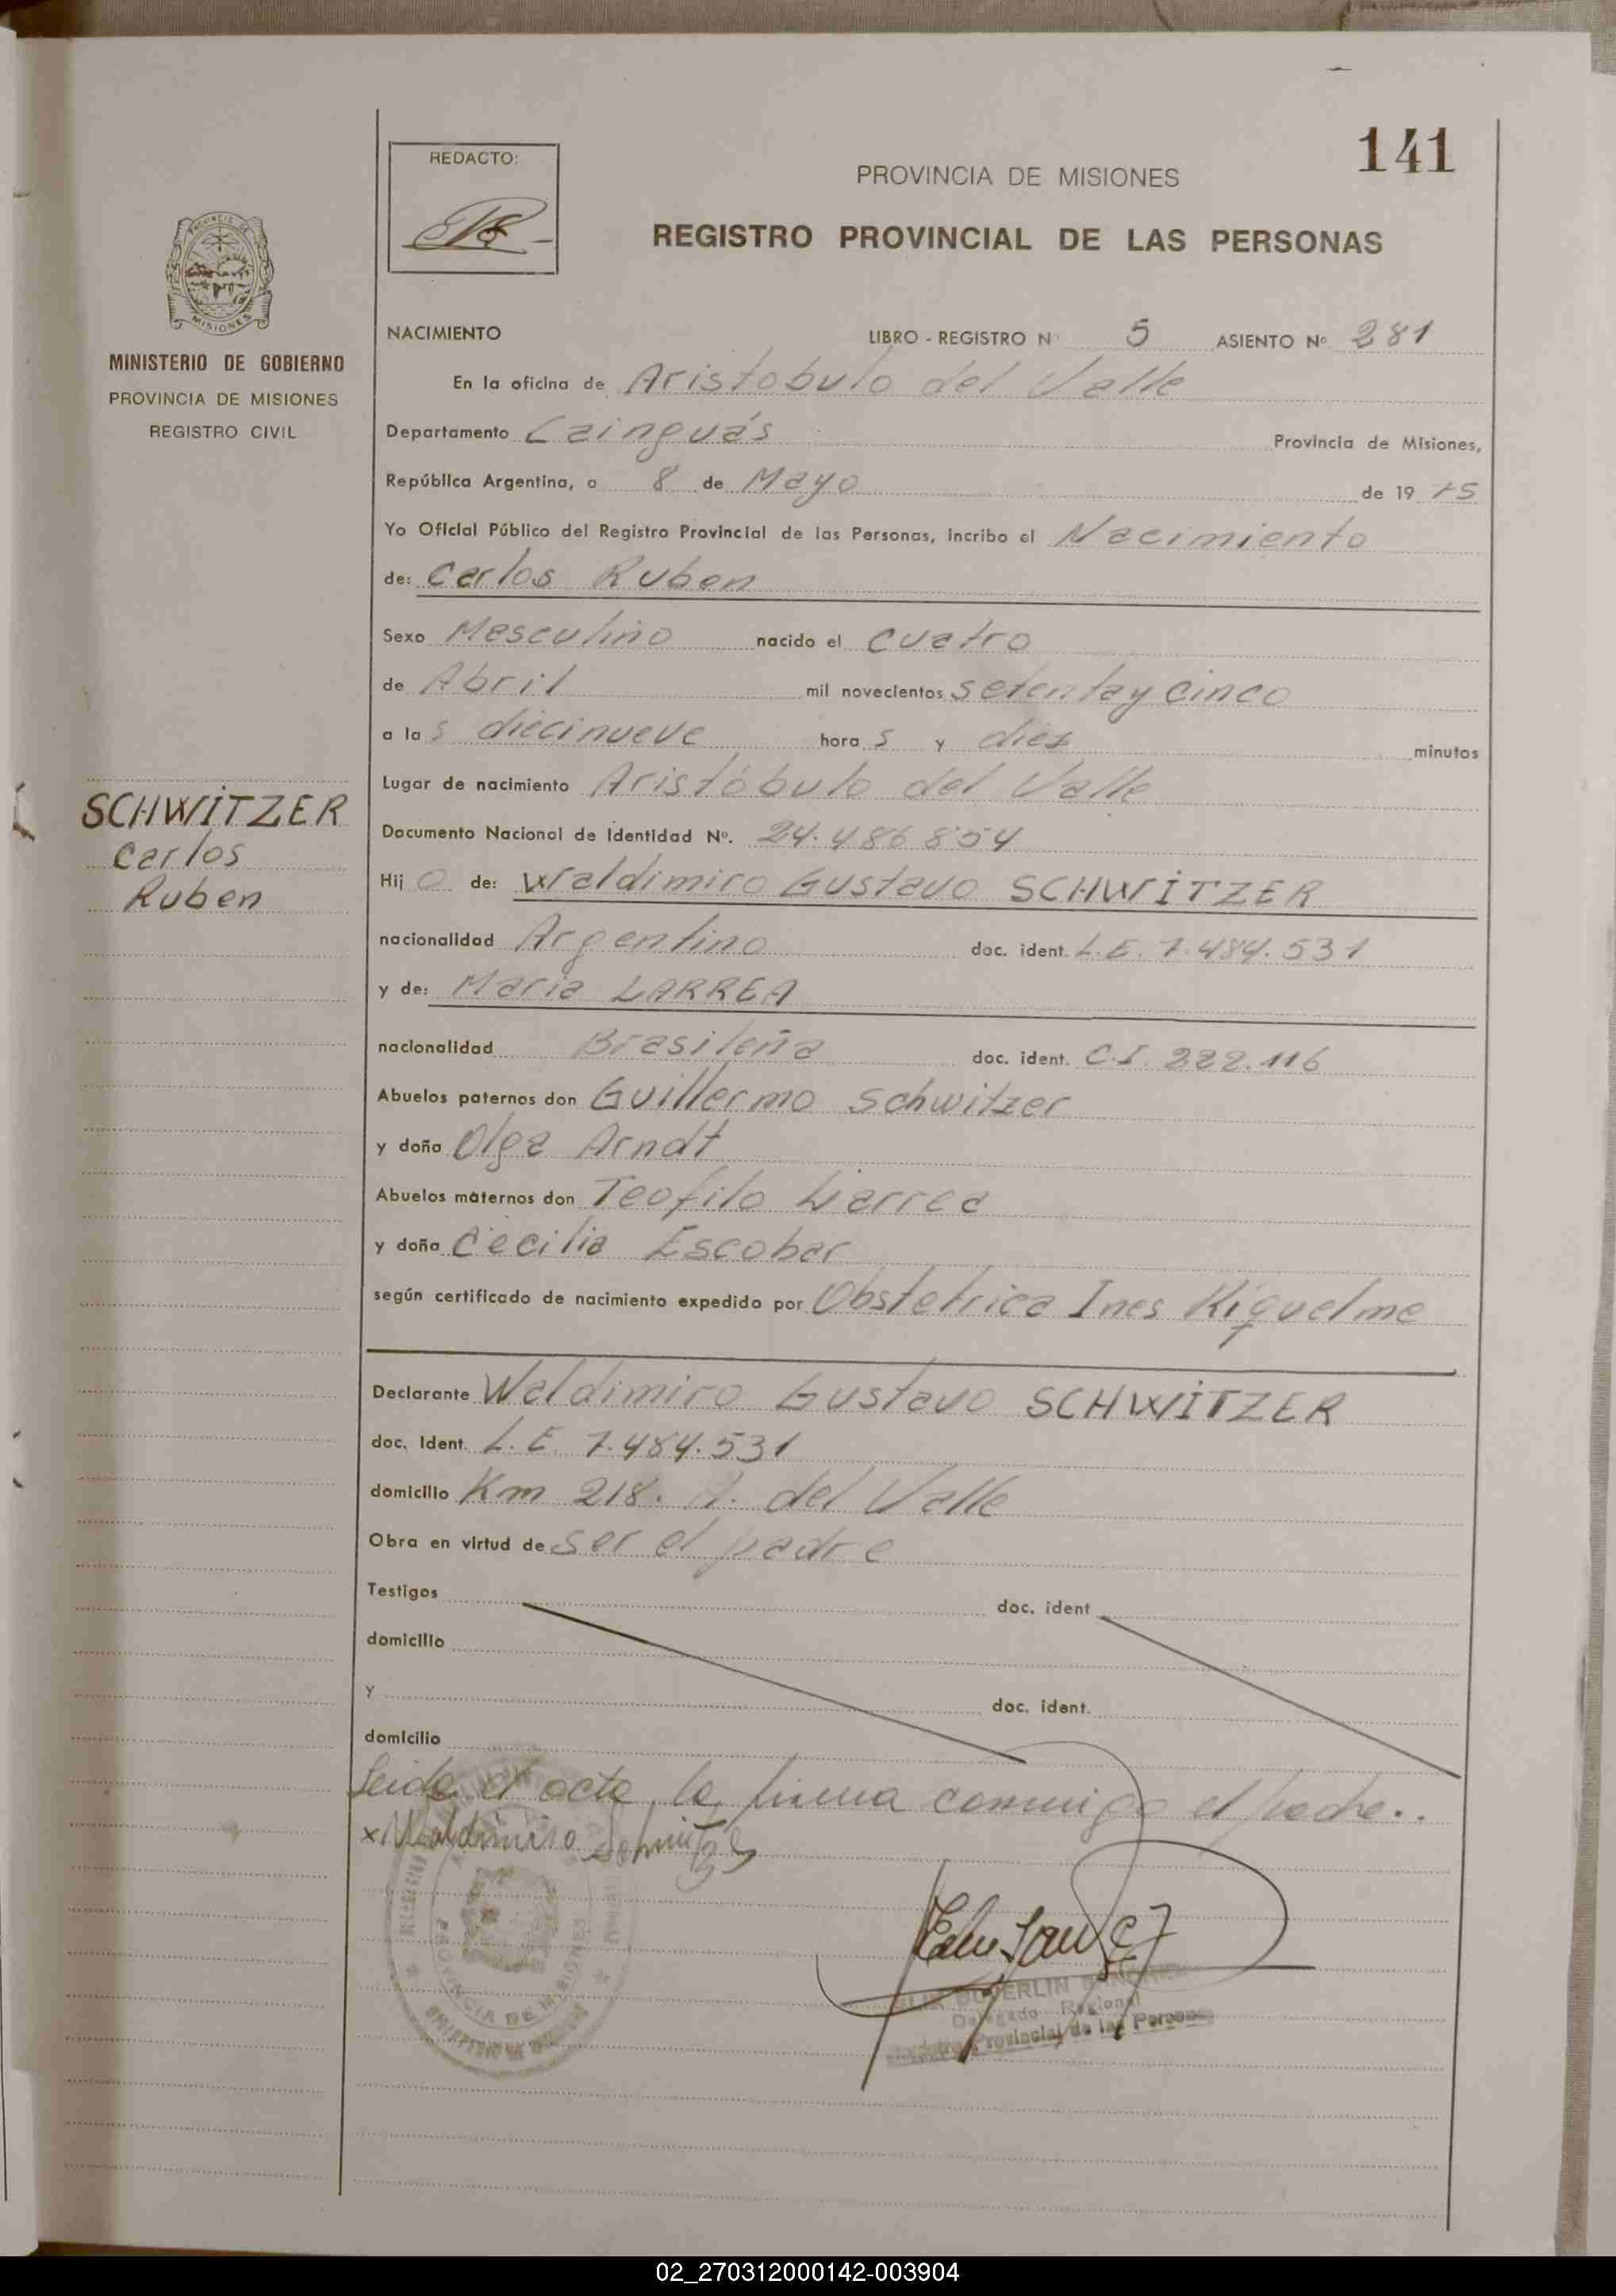 141
REDACTO:
PROVINCIA DE MISIONES
REGISTRO PROVINCIAL DE LAS PERSONAS
MISIONES
MINISTERIO DE GOBIERNO
PROVINCIA DE MISIONES
REGISTRO CIVIL
NACIMIENTO LIBRO - REGISTRO Nº 5 ASIENTO Nº 281
En la oficina de Aristobulo del Valle
Departamento Cainguás Provincia de Misiones,
República Argentina, a 8 de Mayo de 19 75
Yo Oficial Público del Registro Provincial de las Personas, incribo el Nacimiento
de: Carlos Ruben
Sexo Masculino nacido el cuatro
de Abril mil novecientos setenta y cinco
a las diecinueve horas y diez minutos
Lugar de nacimiento Aristóbulo del Valle
SCHWITZER
Carlos
Ruben
Documento Nacional de Identidad Nº. 24.486854
Hijo de: Waldimiro Gustavo SCHWITZER
nacionalidad Argentino doc. ident. L.E. 7.484.531
y de: Maria LARREA
nacionalidad Brasileña doc. ident. C.I. 222.116
Abuelos paternos don Guillermo Schwitzer
y doña Olga Arndt
Abuelos maternos don Teofilo Larrea
y doña Cecilia Escobar
según certificado de nacimiento expedido por Obstetrica Ines Riquelme
Declarante Waldimiro Gustavo SCHWITZER
doc. Ident. L.E. 7.484.531
domicilio Km 218. A. del Valle
Obra en virtud de ser el padre
Testigos doc. ident
domicilio
y doc. ident.
domicilio
Leida el acta, la firma conmigo el padre..
x Waldimiro
PROVINCIA DE MISIONES
Delegado Regional
Provincial de las Personas
02_270312000142-003904